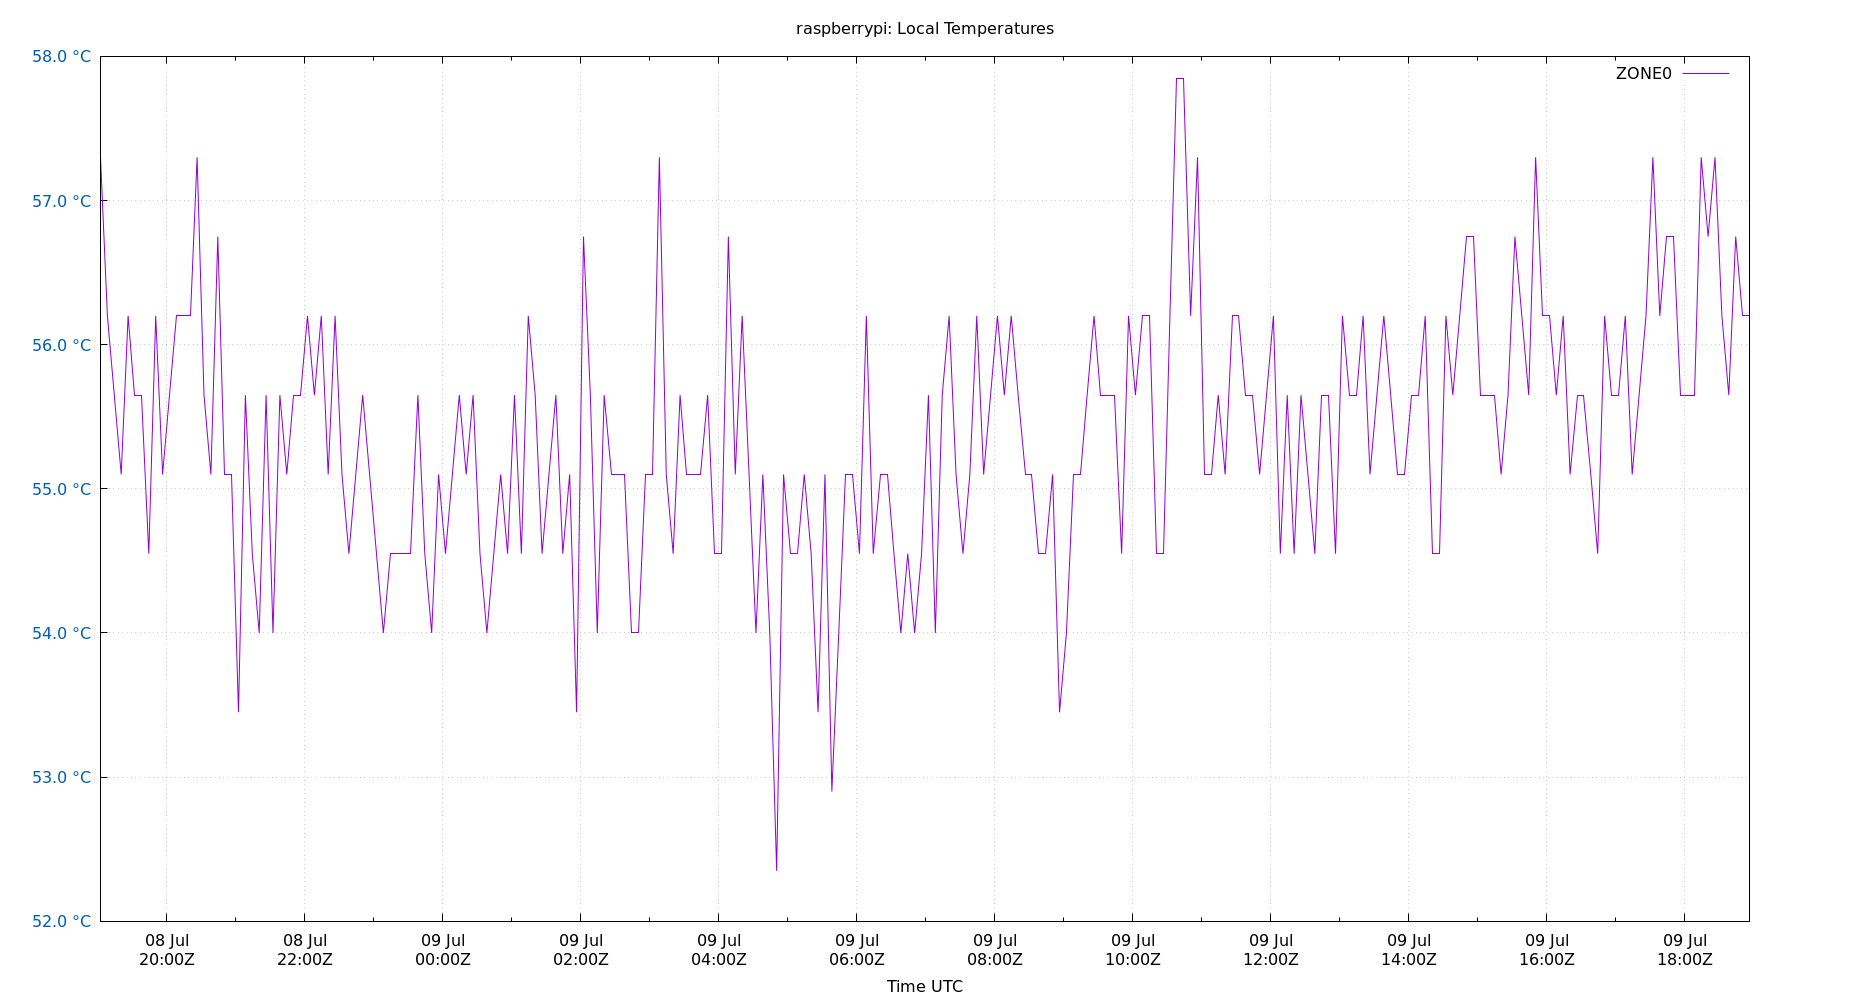 raspberrypi: Local Temperatures
58.0 °C
ZONE0
57.0 °C
56.0 °C
55.0 °C
54.0 °C
53.0 °C
52.0 °C
08 Jul 08 Jul 09 Jul 09 Jul 09 Jul 09 Jul 09 Jul 09 Jul 09 Jul 09 Jul 09 Jul 09 Jul
20:00Z 22:00Z 00:00Z 02:00Z 04:00Z 06:00Z 08:00Z 10:00Z 12:00Z 14:00Z 16:00Z 18:00Z
Time UTC